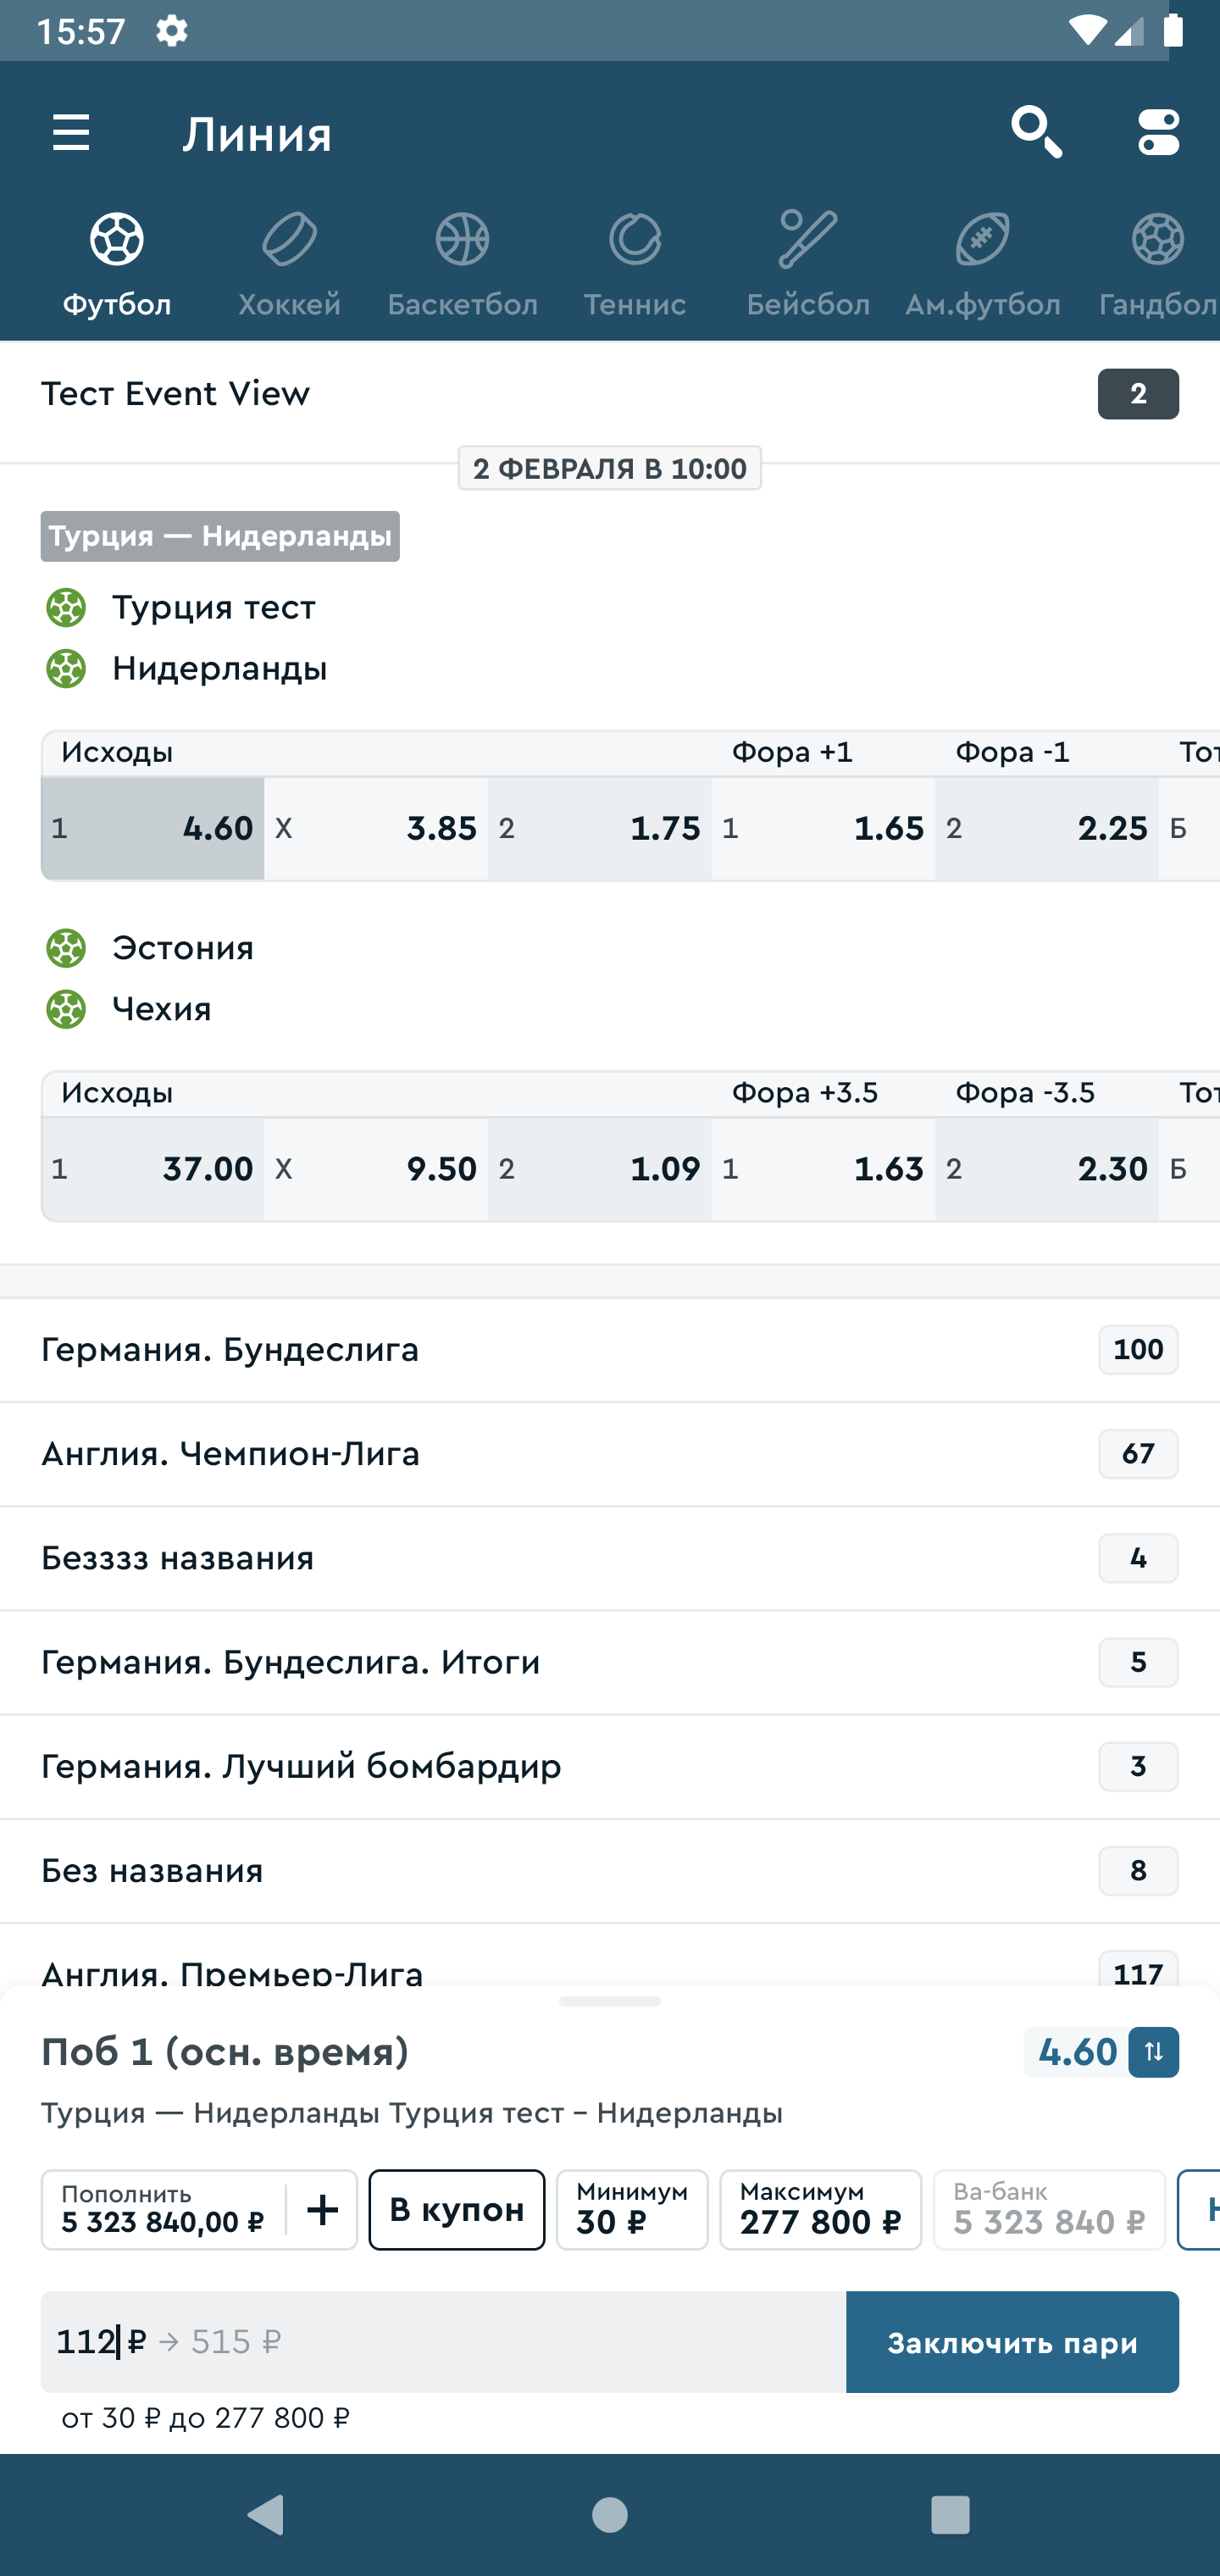 15:57
Линия
Футбол Хоккей Баскетбол Теннис Бейсбол Ам.футбол Гандбол
Тест Event View 2
2 ФЕВРАЛЯ В 10:00
Турция — Нидерланды
Турция тест
Нидерланды
Исходы Фора +1 Фора -1
1 4.60 X 3.85 2 1.75 1 1.65 2 2.25 Б
Эстония
Чехия
Исходы Фора +3.5 Фора -3.5
1 37.00 X 9.50 2 1.09 1 1.63 2 2.30 Б
Германия. Бундеслига 100
Англия. Чемпион-Лига 67
Безззз названия 4
Германия. Бундеслига. Итоги 5
Германия. Лучший бомбардир 3
Без названия 8
Англия. Премьер-Лига 117
Поб 1 (осн. время) 4.60
Турция — Нидерланды Турция тест – Нидерланды
Пополнить
5 323 840,00 ₽
В купон
Минимум
30 ₽
Максимум
277 800 ₽
Ва-банк
5 323 840 ₽
112 ₽ → 515 ₽
Заключить пари
от 30 ₽ до 277 800 ₽